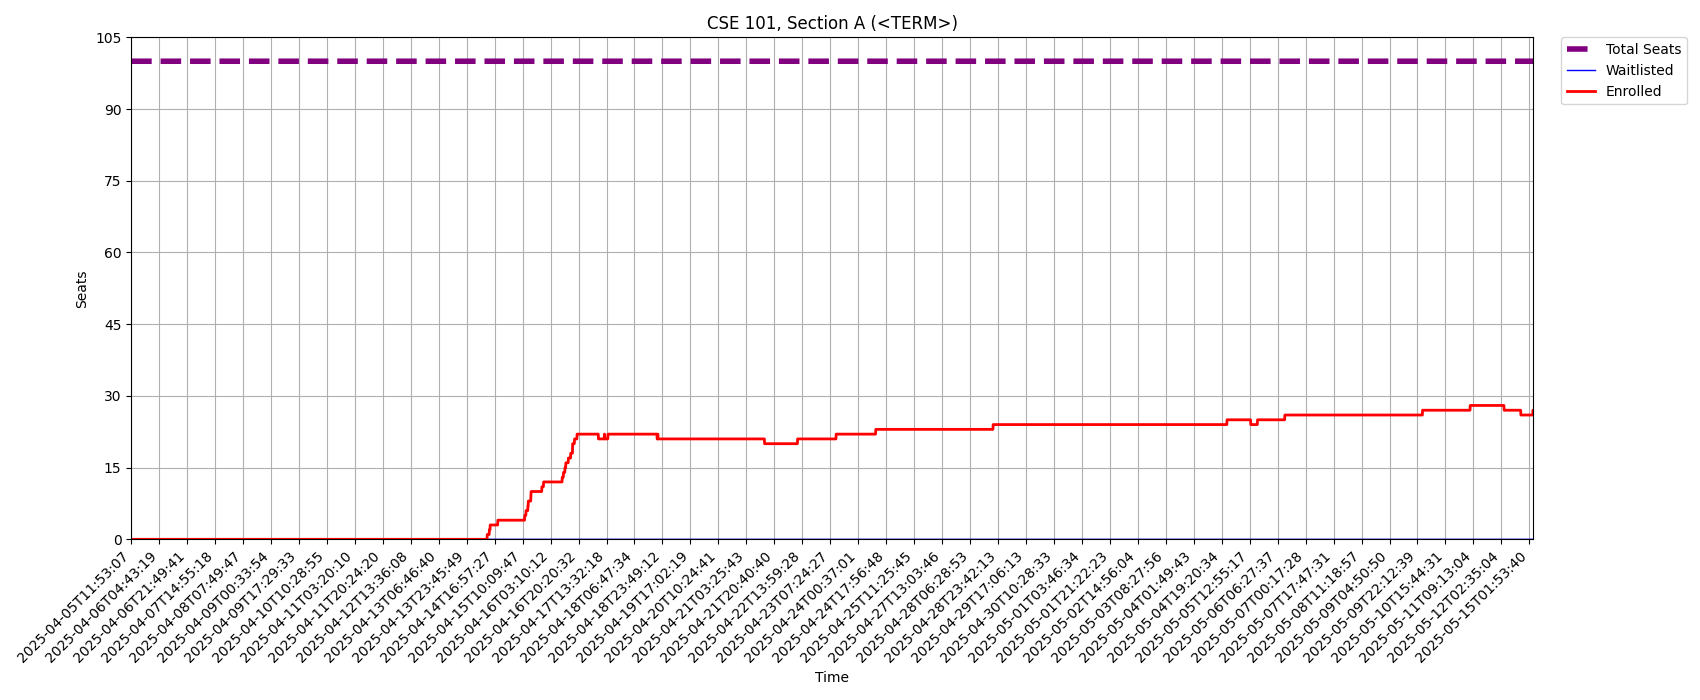 CSE 101, Section A (<TERM>)
Total Seats
Waitlisted
Enrolled
105
90
75
60
45
30
15
0
Seats
2025-04-05T11:53:07
2025-04-06T04:43:19
2025-04-06T21:49:41
2025-04-07T14:55:18
2025-04-08T07:49:47
2025-04-09T00:33:54
2025-04-09T17:29:33
2025-04-10T10:28:55
2025-04-11T03:20:10
2025-04-11T20:24:20
2025-04-12T13:36:08
2025-04-13T06:46:40
2025-04-13T23:45:49
2025-04-14T16:57:27
2025-04-15T10:09:47
2025-04-16T03:10:12
2025-04-16T20:20:32
2025-04-17T13:32:18
2025-04-18T06:47:34
2025-04-18T23:49:12
2025-04-19T17:02:19
2025-04-20T10:24:41
2025-04-21T03:25:43
2025-04-21T20:40:40
2025-04-22T13:59:28
2025-04-23T07:24:27
2025-04-24T00:37:01
2025-04-24T17:56:48
2025-04-25T11:25:45
2025-04-27T13:03:46
2025-04-28T06:28:53
2025-04-28T23:42:13
2025-04-29T17:06:13
2025-04-30T10:28:33
2025-05-01T03:46:34
2025-05-01T21:22:23
2025-05-02T14:56:04
2025-05-03T08:27:56
2025-05-04T01:49:43
2025-05-04T19:20:34
2025-05-05T12:55:17
2025-05-06T06:27:37
2025-05-07T00:17:28
2025-05-07T17:47:31
2025-05-08T11:18:57
2025-05-09T04:50:50
2025-05-09T22:12:39
2025-05-10T15:44:31
2025-05-11T09:13:04
2025-05-12T02:35:04
2025-05-15T01:53:40
Time